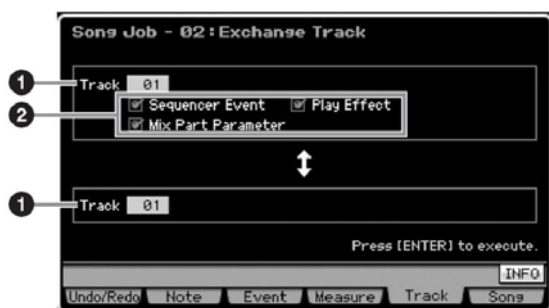 Song Job - 02:Exchange Track
1 Track 01
2 Sequencer Event Play Effect
Mix Part Parameter
1 Track 01
Press [ENTER] to execute.
INFO
Undo/Redo Note Event Measure Track Song